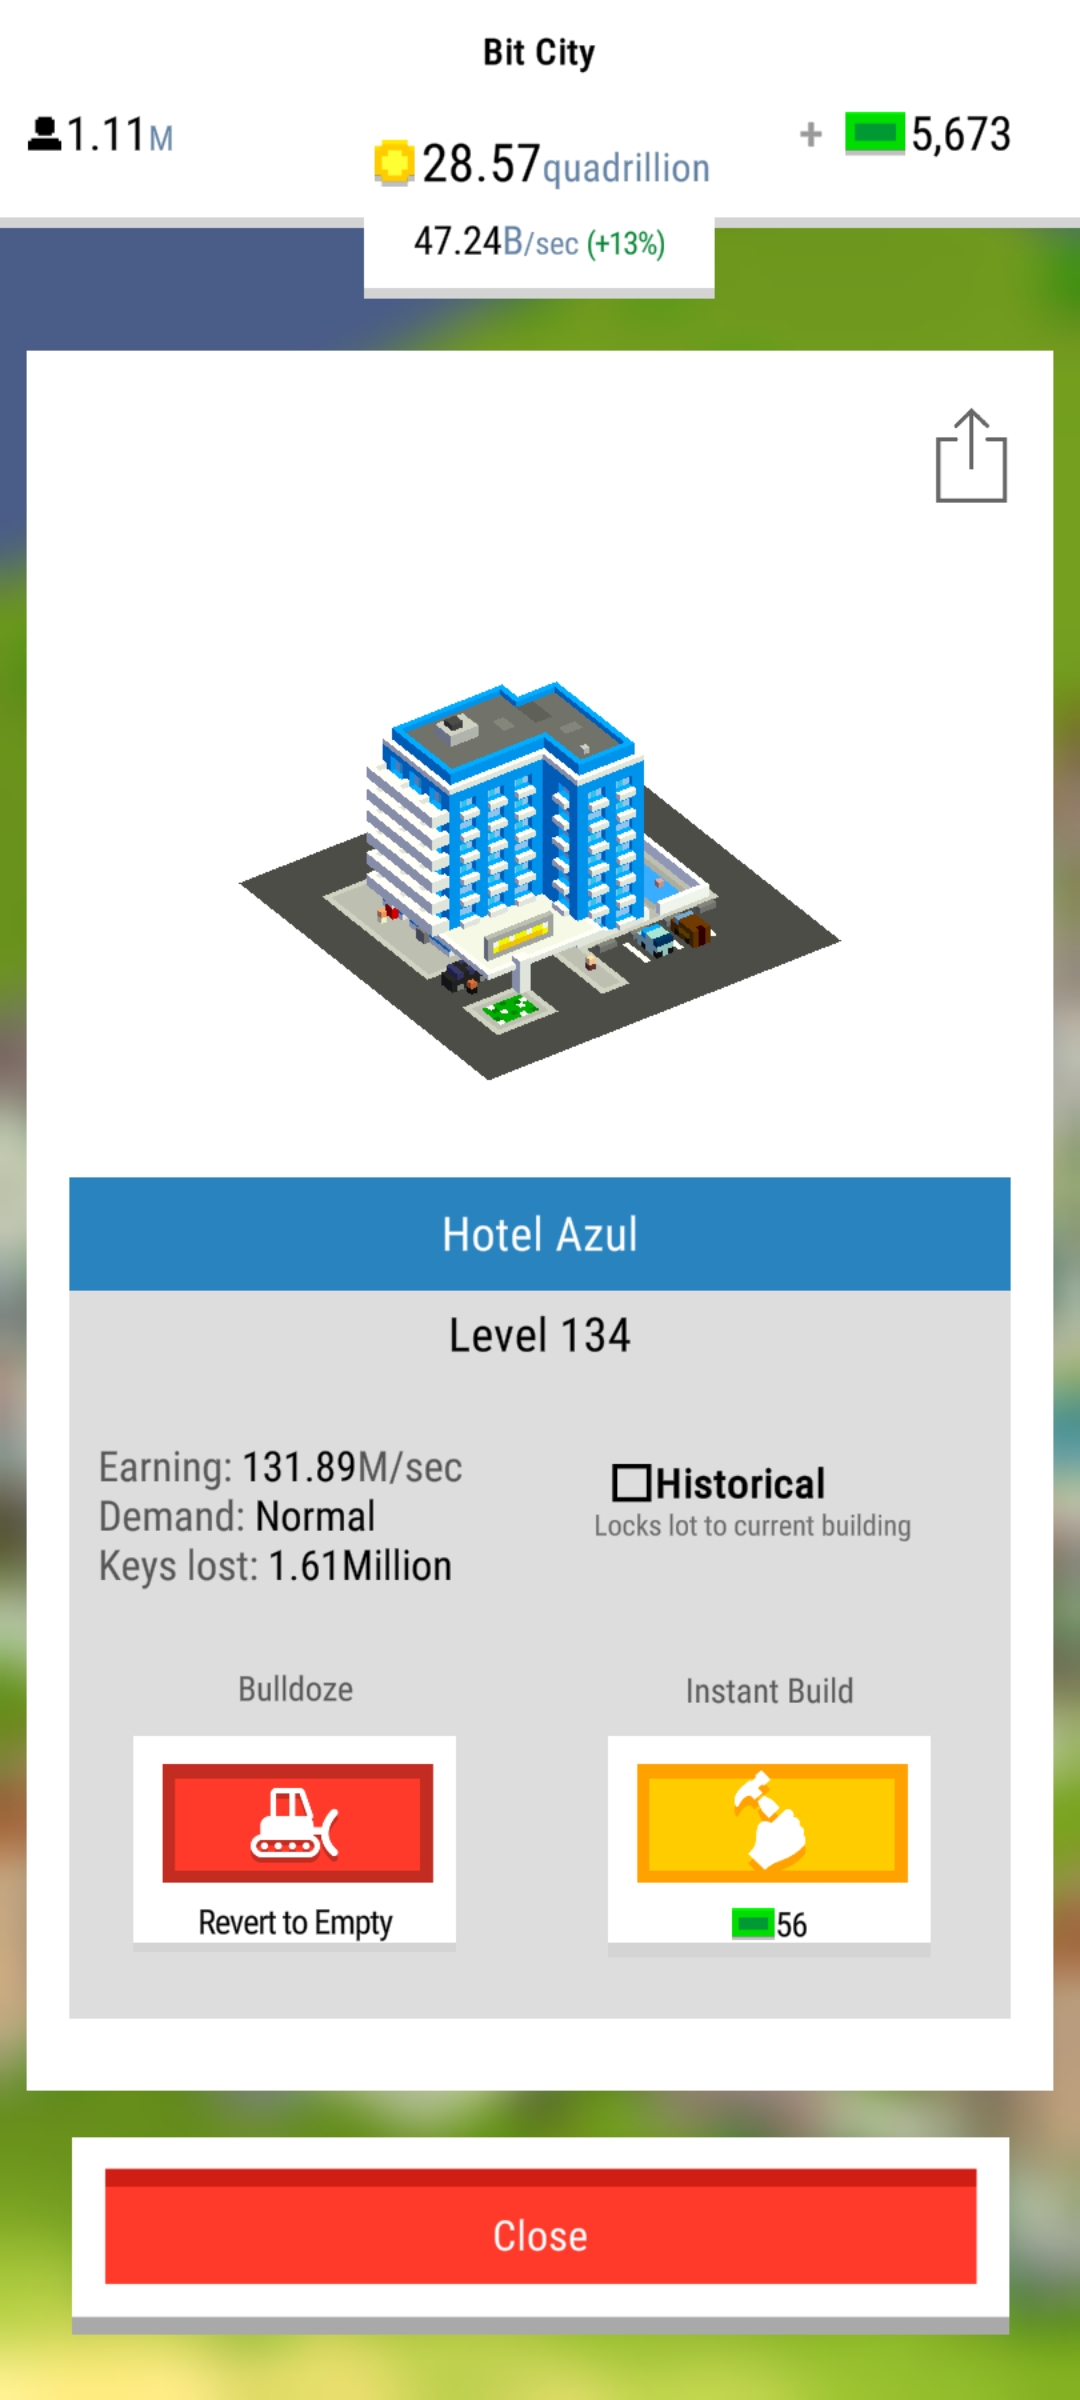 Bit City
1.11M
28.57quadrillion
+ 5,673
47.24B/sec (+13%)
Hotel Azul
Level 134
Earning: 131.89M/sec
Demand: Normal
Keys lost: 1.61Million
Historical
Locks lot to current building
Bulldoze
Revert to Empty
Instant Build
56
Close